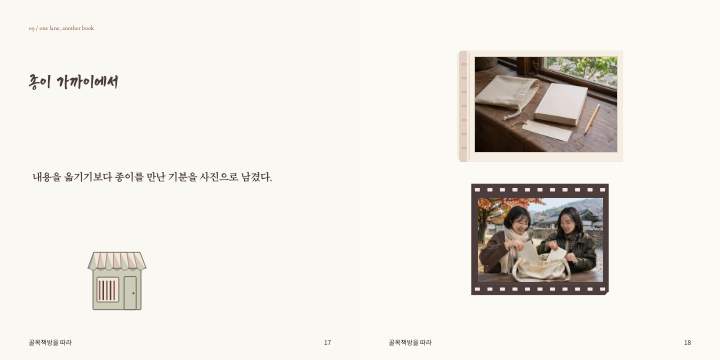 09 / one lane, another book
종이 가까이에서
내용을 옮기기보다 종이를 만난 기분을 사진으로 남겼다.
골목책방을 따라
17
골목책방을 따라
18